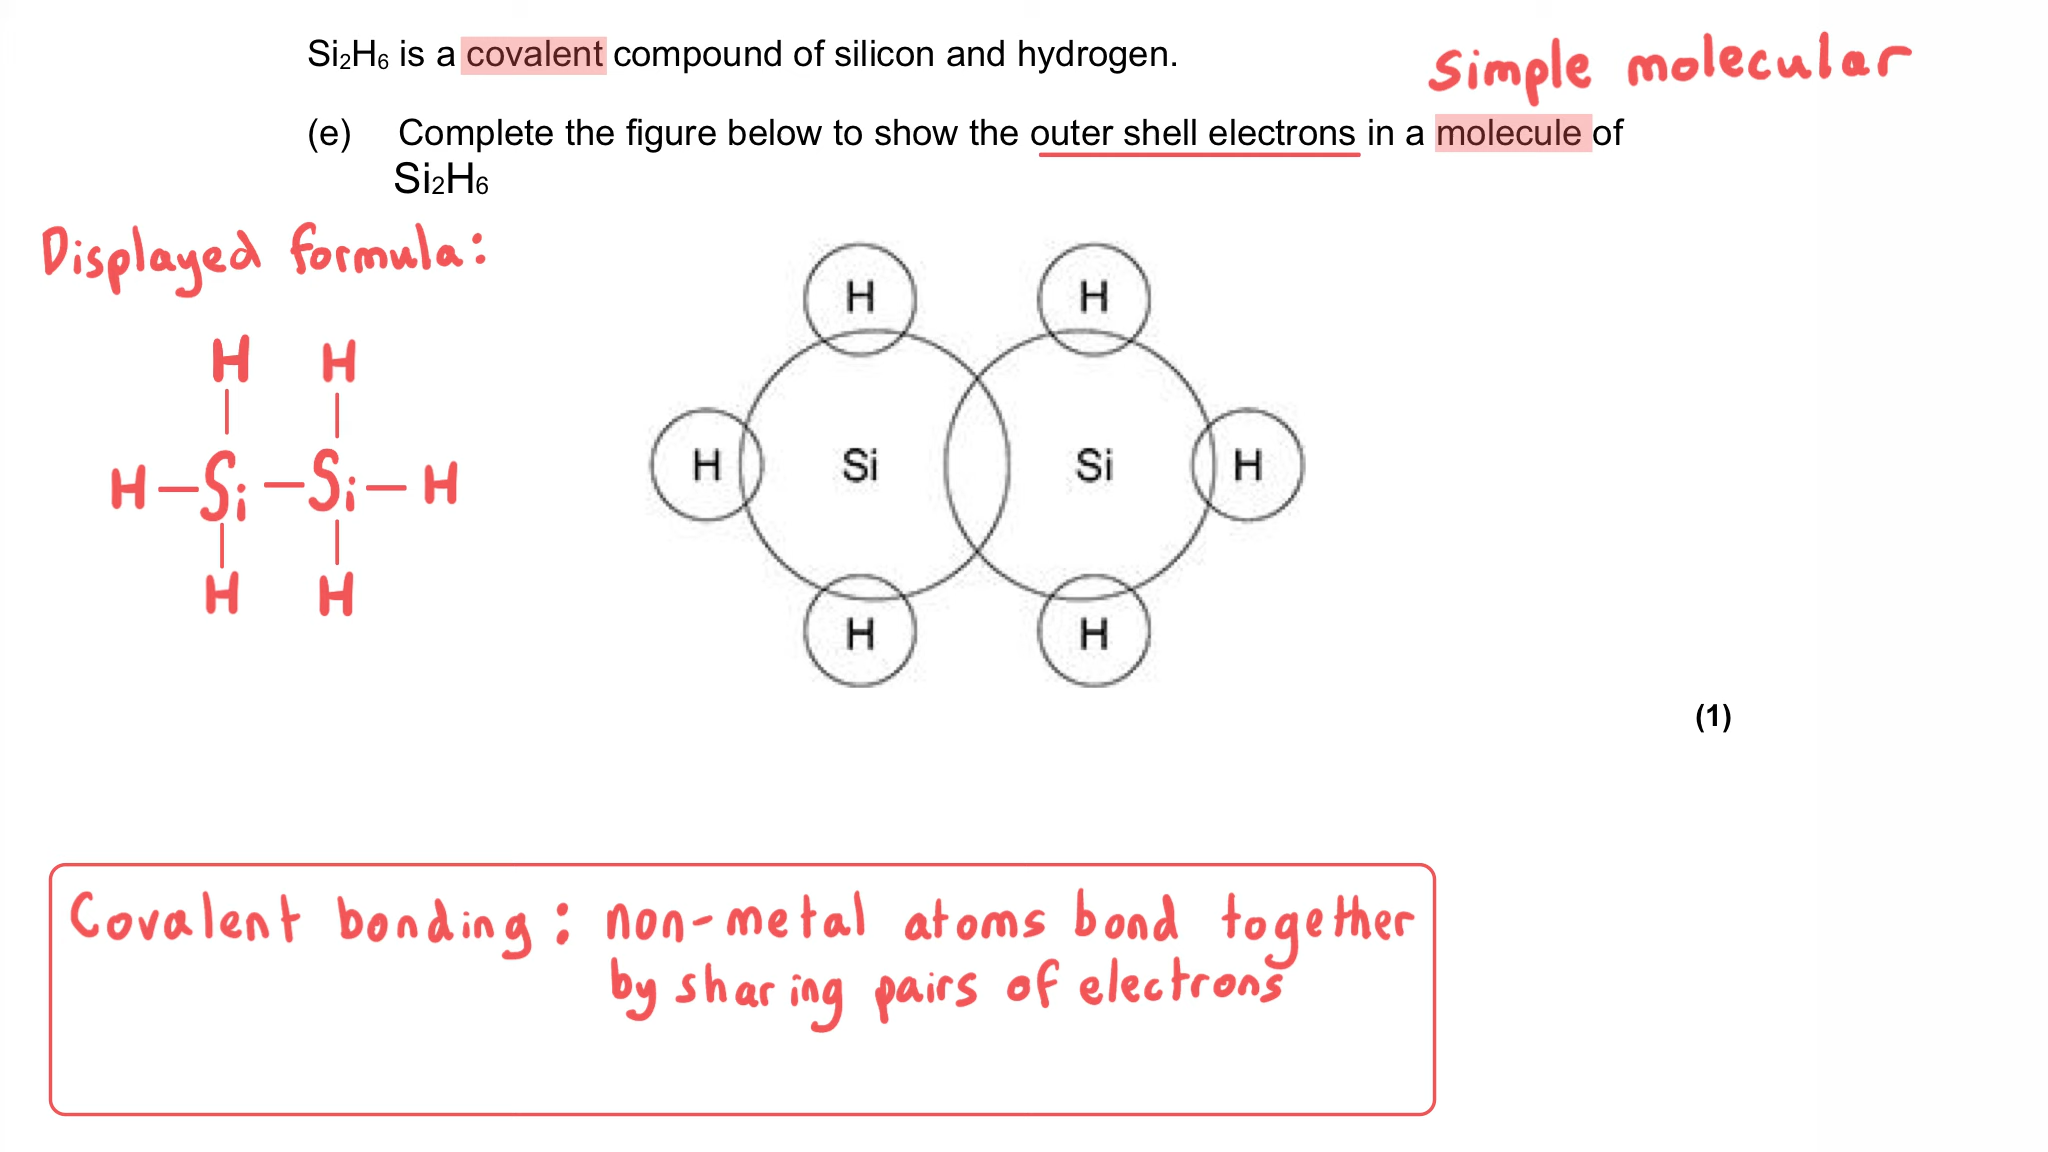 Si₂H₆ is a covalent compound of silicon and hydrogen.
simple molecular
(e) Complete the figure below to show the outer shell electrons in a molecule of
Si₂H₆
Displayed formula:
H H
H H
H–Si–Si–H
H H
H Si Si H
H H
H H
(1)
Covalent bonding: non-metal atoms bond together
by sharing pairs of electrons